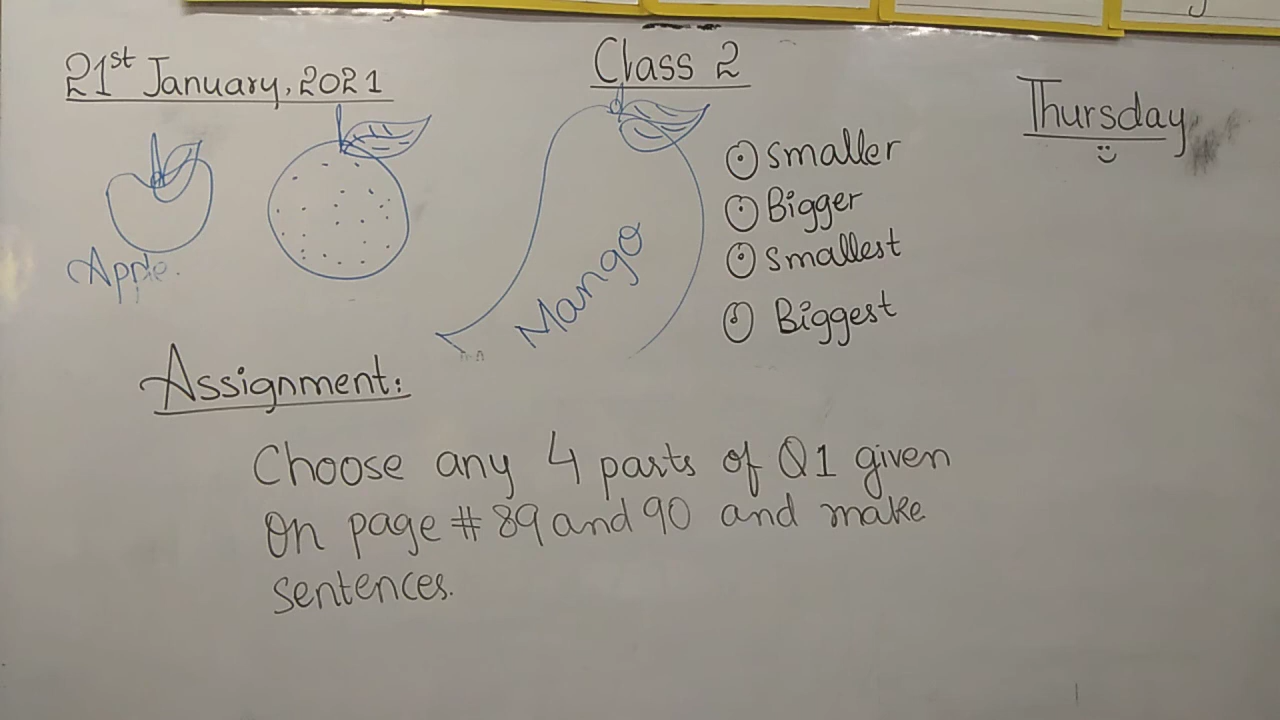 21st January, 2021
Class 2
Thursday
Apple.
Mango
smaller
Bigger
smallest
Biggest
Assignment:
Choose any 4 parts of Q1 given
on page # 89 and 90 and make
sentences.